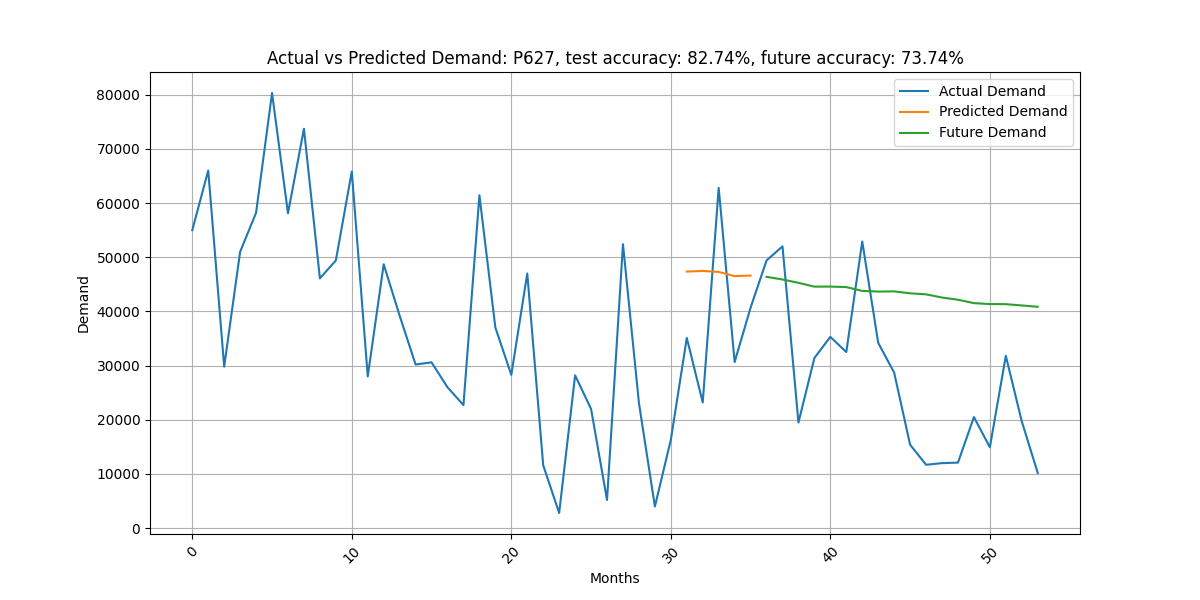 Actual vs Predicted Demand: P627, test accuracy: 82.74%, future accuracy: 73.74%
Actual Demand
Predicted Demand
Future Demand
Demand
80000
70000
60000
50000
40000
30000
20000
10000
0
0
10
20
30
40
50
Months